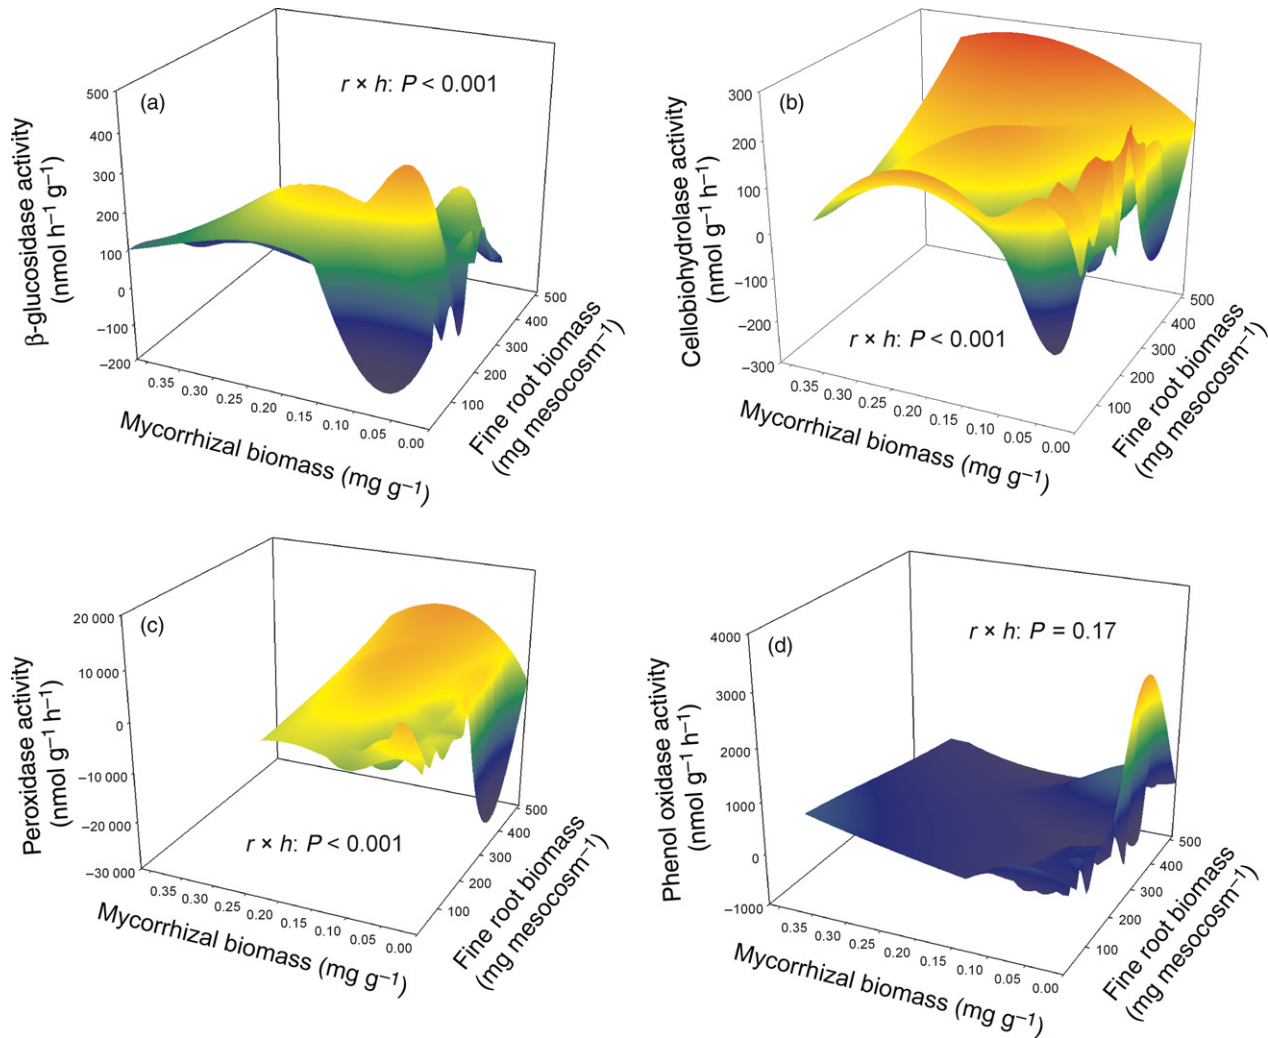 (a)
r × h: P < 0.001
β-glucosidase activity
(nmol h⁻¹ g⁻¹)
500
400
300
200
100
0
−100
−200
0.35
0.30
0.25
0.20
0.15
0.10
0.05
0.00
Mycorrhizal biomass (mg g⁻¹)
100
200
300
400
500
Fine root biomass
(mg mesocosm⁻¹)
(b)
r × h: P < 0.001
Cellobiohydrolase activity
(nmol g⁻¹ h⁻¹)
300
200
100
0
−100
−200
−300
0.35
0.30
0.25
0.20
0.15
0.10
0.05
0.00
Mycorrhizal biomass (mg g⁻¹)
100
200
300
400
500
Fine root biomass
(mg mesocosm⁻¹)
(c)
r × h: P < 0.001
Peroxidase activity
(nmol g⁻¹ h⁻¹)
20 000
10 000
0
−10 000
−20 000
−30 000
0.35
0.30
0.25
0.20
0.15
0.10
0.05
0.00
Mycorrhizal biomass (mg g⁻¹)
100
200
300
400
500
Fine root biomass
(mg mesocosm⁻¹)
(d)
r × h: P = 0.17
Phenol oxidase activity
(nmol g⁻¹ h⁻¹)
4000
3000
2000
1000
0
−1000
0.35
0.30
0.25
0.20
0.15
0.10
0.05
0.00
Mycorrhizal biomass (mg g⁻¹)
100
200
300
400
500
Fine root biomass
(mg mesocosm⁻¹)